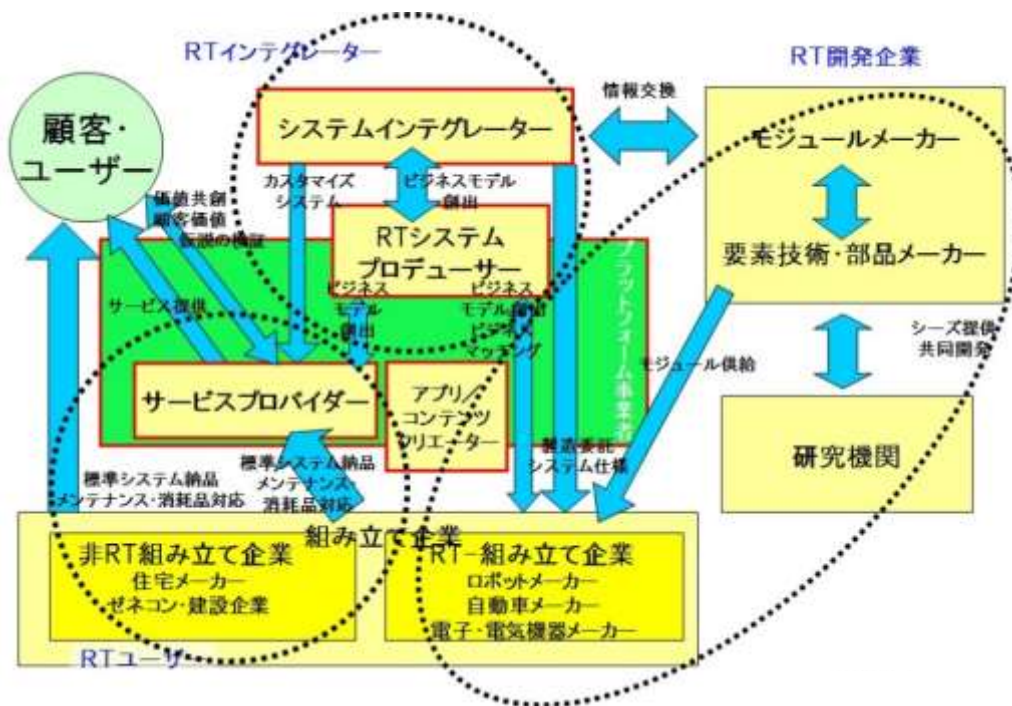 RTインテグレーター
RT開発企業
顧客・
ユーザー
システムインテグレーター
情報交換
モジュールメーカー
カスタマイズ
システム
ビジネスモデル
創出
価値共創
顧客価値
仮説の検証
RTシステム
プロデューサー
要素技術・部品メーカー
サービス提供
ビジネス
モデル
創出
ビジネス
モデル
ビジネス
マッチング
プラットフォーム事業者
モジュール供給
シーズ提供
共同開発
サービスプロバイダー
アプリ/
コンテンツ
クリエーター
研究機関
標準システム納品
メンテナンス・消耗品対応
標準システム納品
メンテナンス・
消耗品対応
製造委託
システム仕様
組み立て企業
非RT組み立て企業
住宅メーカー
ゼネコン・建設企業
RT-組み立て企業
ロボットメーカー
自動車メーカー
電子・電気機器メーカー
RTユーザ